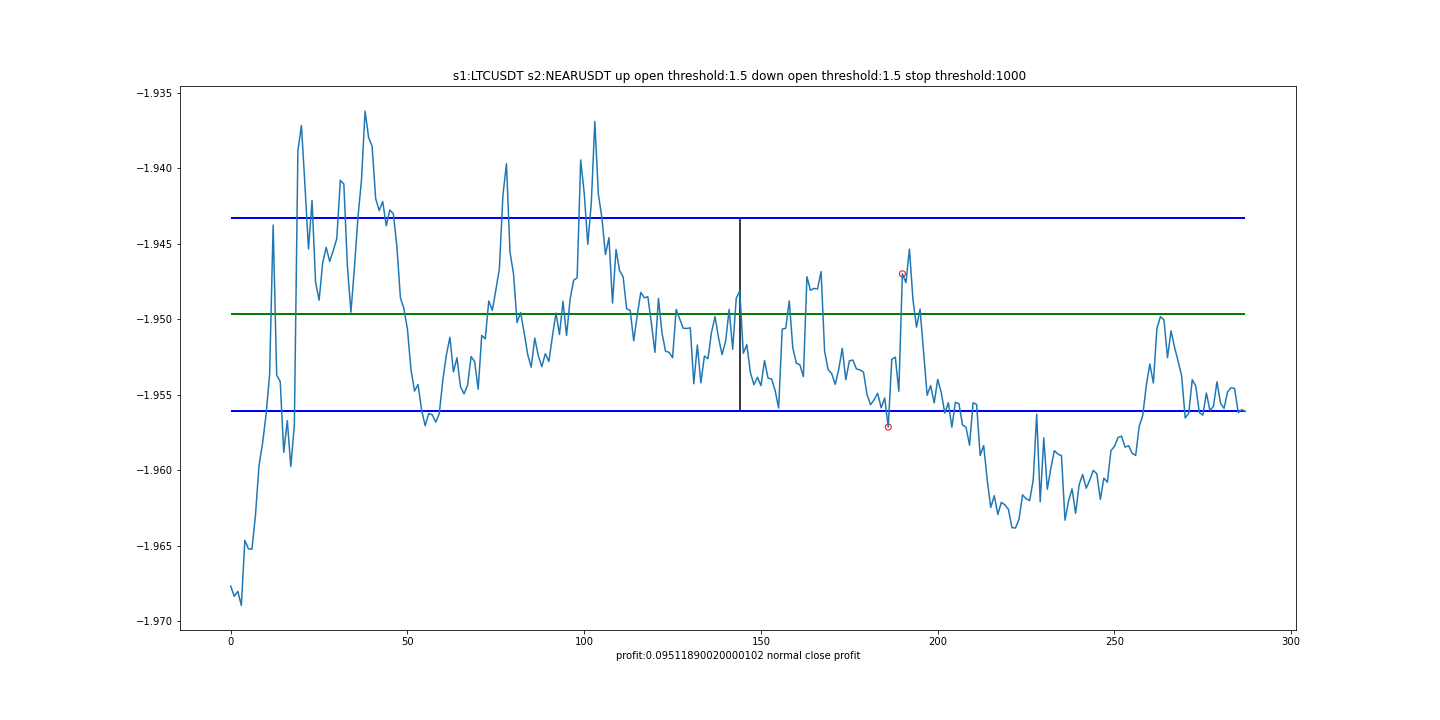 s1:LTCUSDT s2:NEARUSDT up open threshold:1.5 down open threshold:1.5 stop threshold:1000
−1.935
−1.940
−1.945
−1.950
−1.955
−1.960
−1.965
−1.970
0 50 100 150 200 250 300
profit:0.09511890020000102 normal close profit